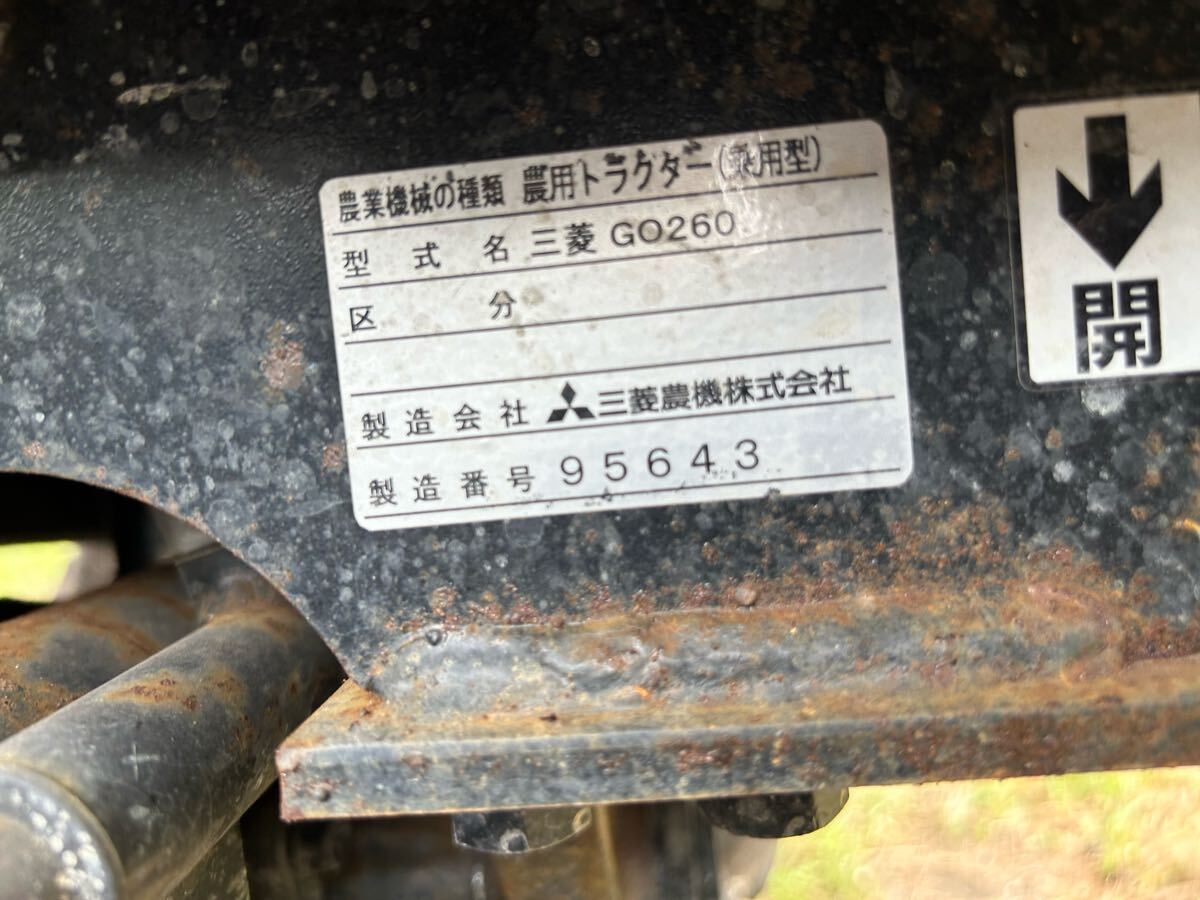 農業機械の種類 農用トラクター(乗用型)
型式名 三菱 GO260
区分
製造会社 三菱農機株式会社
製造番号 95643
開